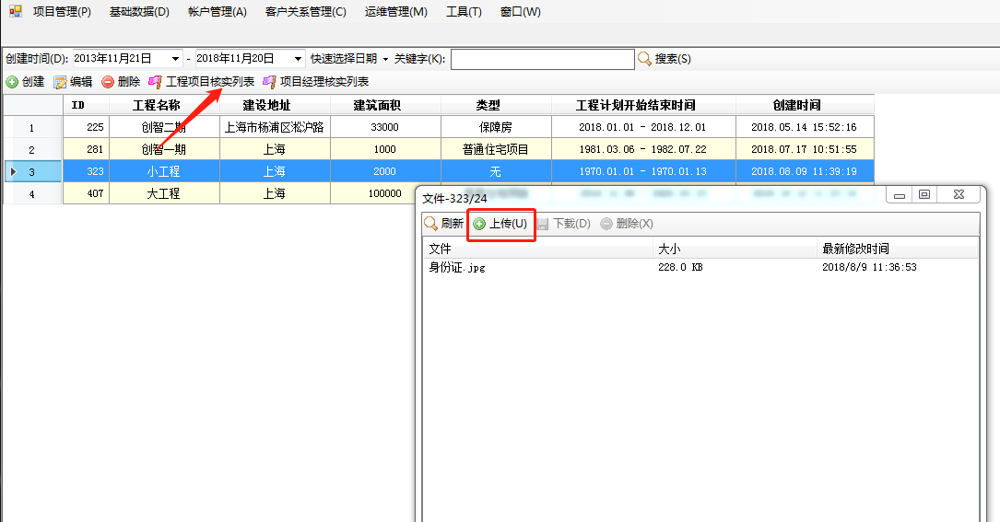 项目管理(P) 基础数据(D) 帐户管理(A) 客户关系管理(C) 运维管理(M) 工具(T) 窗口(W)
创建时间(D): 2013年11月21日 - 2018年11月20日 快速选择日期 关键字(K): 搜索(S)
创建 编辑 删除 工程项目核实列表 项目经理核实列表
ID 工程名称 建设地址 建筑面积 类型 工程计划开始结束时间 创建时间
1 225 创智二期 上海市杨浦区淞沪路 33000 保障房 2018.01.01 - 2018.12.01 2018.05.14 15:52:16
2 281 创智一期 上海 1000 普通住宅项目 1981.03.06 - 1982.07.22 2018.07.17 10:51:55
3 323 小工程 上海 2000 无 1970.01.01 - 1970.01.13 2018.08.09 11:39:19
4 407 大工程 上海 100000
文件-323/24
刷新 上传(U) 下载(D) 删除(X)
文件 大小 最新修改时间
身份证.jpg 228.0 KB 2018/8/9 11:36:53